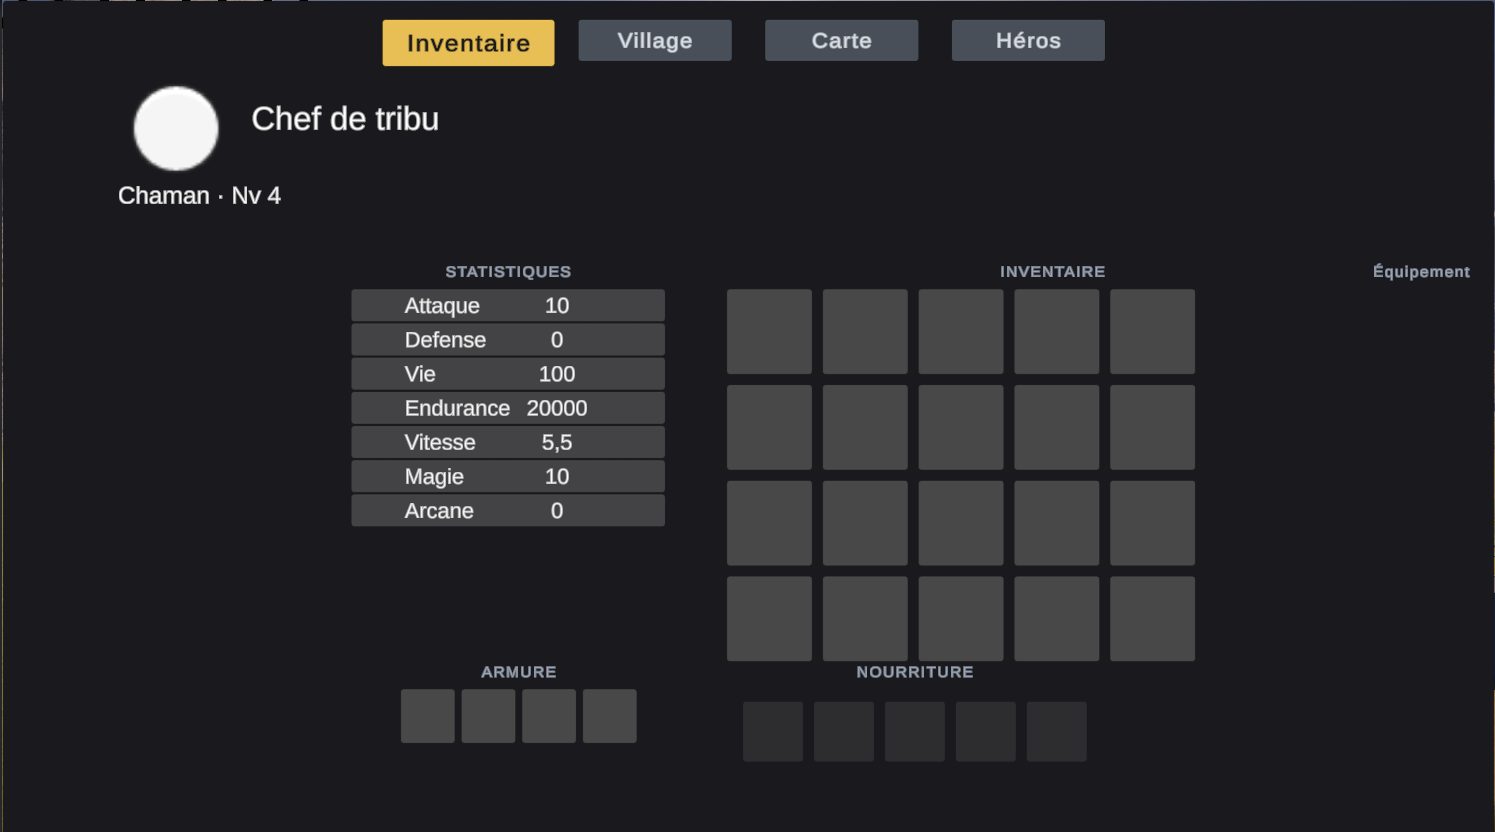 Inventaire
Village
Carte
Héros
Chef de tribu
Chaman · Nv 4
STATISTIQUES
Attaque 10
Defense 0
Vie 100
Endurance 20000
Vitesse 5,5
Magie 10
Arcane 0
INVENTAIRE
Équipement
ARMURE
NOURRITURE